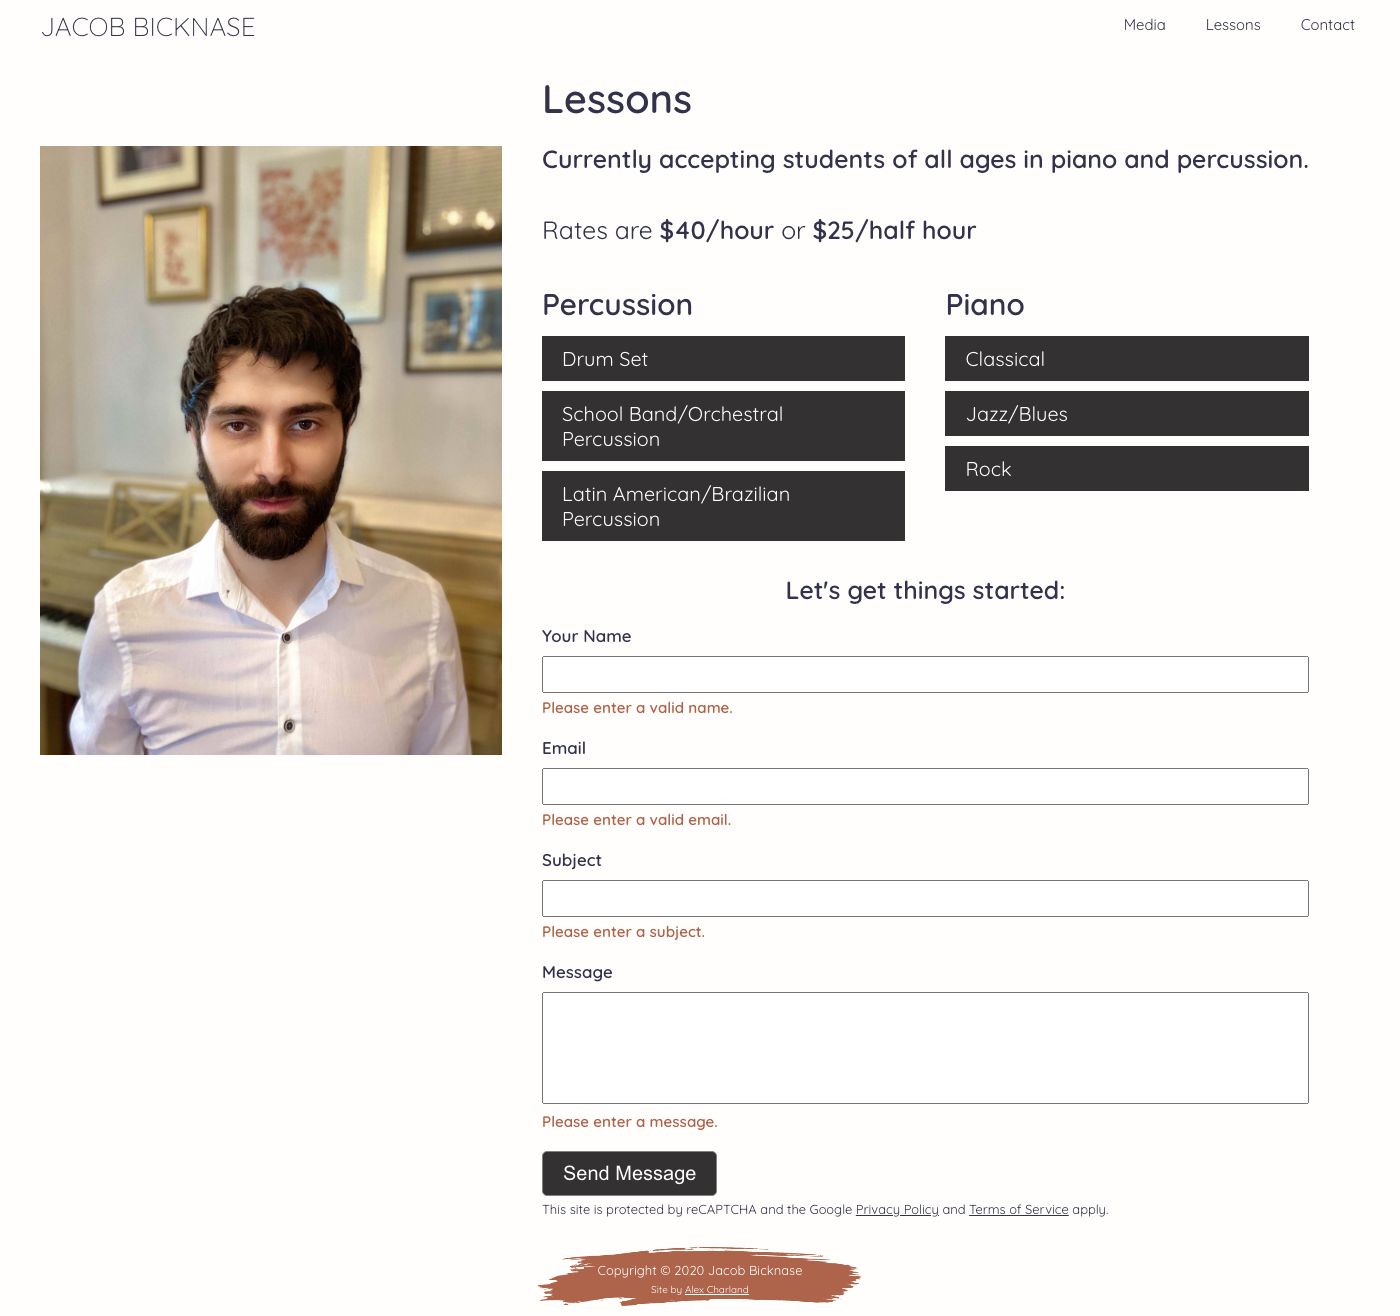 JACOB BICKNASE
Media
Lessons
Contact
Lessons
Currently accepting students of all ages in piano and percussion.
Rates are $40/hour or $25/half hour
Percussion
Drum Set
School Band/Orchestral
Percussion
Latin American/Brazilian
Percussion
Piano
Classical
Jazz/Blues
Rock
Let's get things started:
Your Name
Please enter a valid name.
Email
Please enter a valid email.
Subject
Please enter a subject.
Message
Please enter a message.
Send Message
This site is protected by reCAPTCHA and the Google Privacy Policy and Terms of Service apply.
Copyright © 2020 Jacob Bicknase
Site by Alex Charland